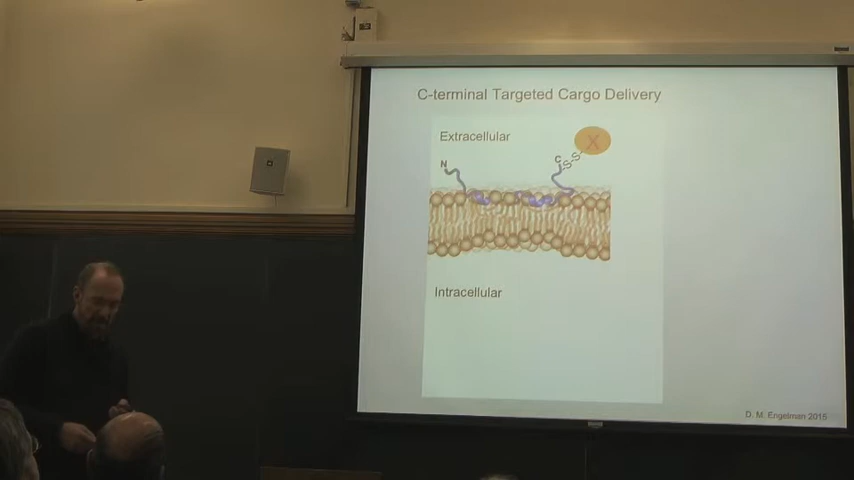 C-terminal Targeted Cargo Delivery
Extracellular
X
N
C
-S-S-
Intracellular
D. M. Engelman 2015